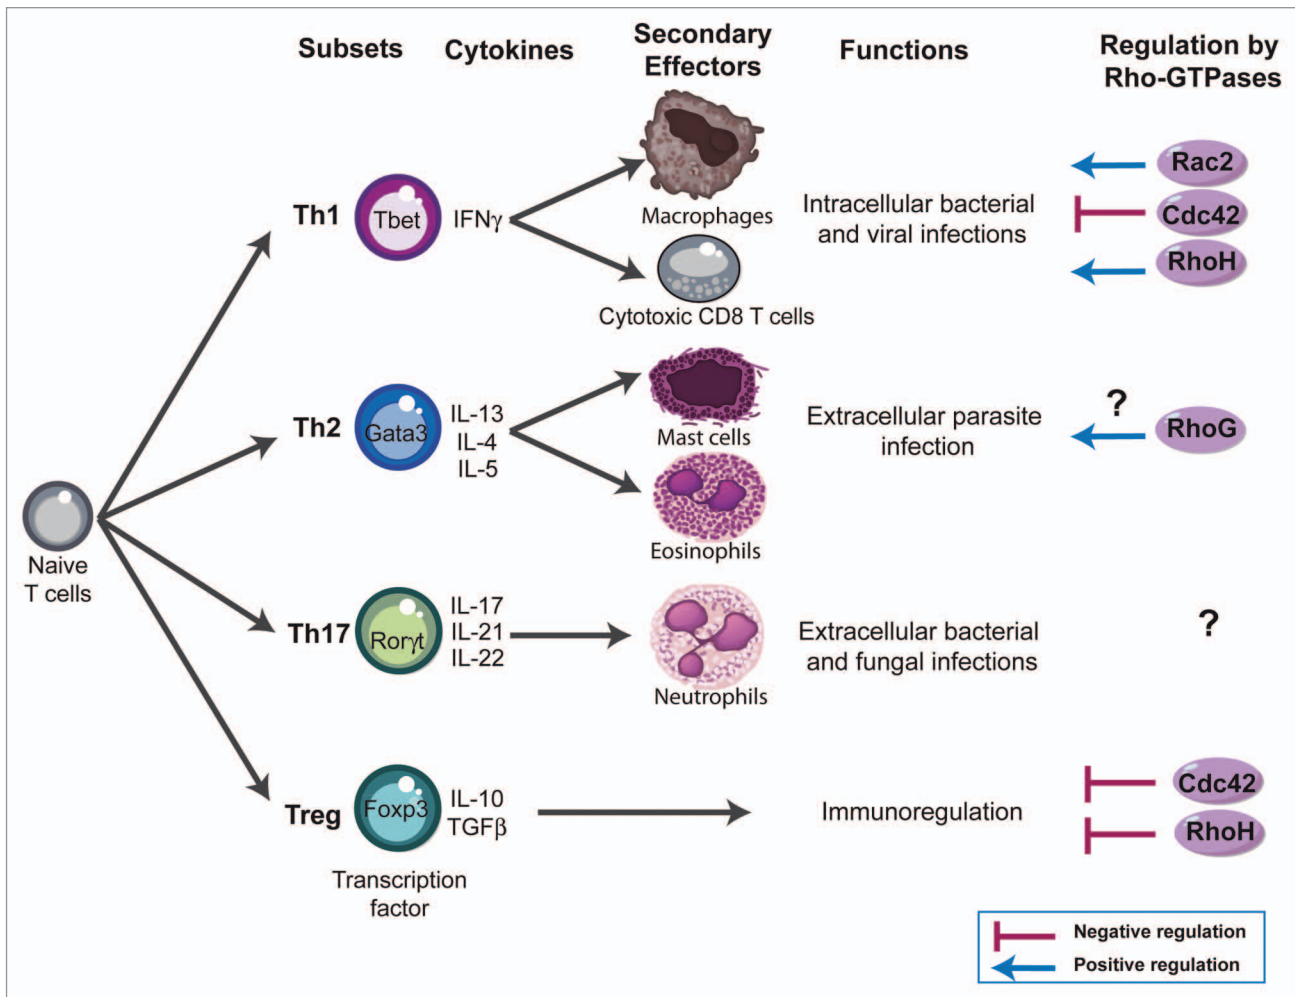 Subsets
Cytokines
Secondary
Effectors
Functions
Regulation by
Rho-GTPases
Th1
Tbet
IFNγ
Macrophages
Cytotoxic CD8 T cells
Intracellular bacterial
and viral infections
Rac2
Cdc42
RhoH
Th2
Gata3
IL-13
IL-4
IL-5
Mast cells
Eosinophils
Extracellular parasite
infection
?
RhoG
Naive
T cells
Th17
Rorγt
IL-17
IL-21
IL-22
Neutrophils
Extracellular bacterial
and fungal infections
?
Treg
Foxp3
IL-10
TGFβ
Immunoregulation
Cdc42
RhoH
Transcription
factor
Negative regulation
Positive regulation